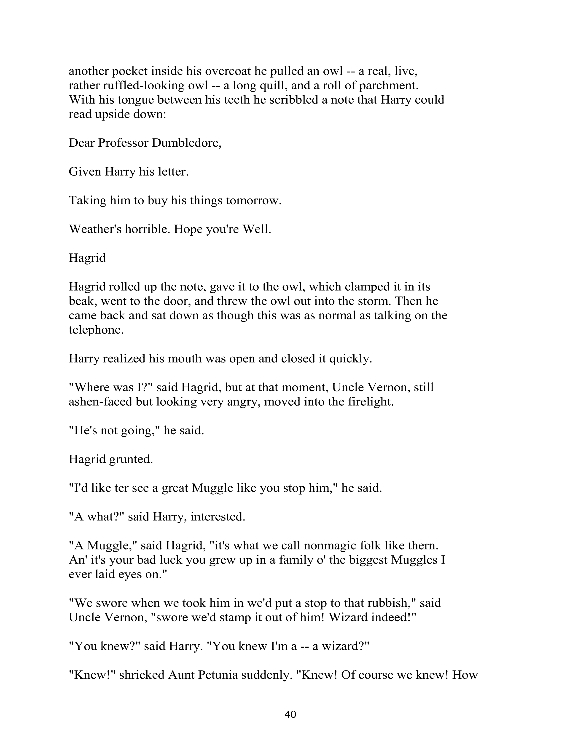 another pocket inside his overcoat he pulled an owl -- a real, live,
rather ruffled-looking owl -- a long quill, and a roll of parchment.
With his tongue between his teeth he scribbled a note that Harry could
read upside down:
Dear Professor Dumbledore,
Given Harry his letter.
Taking him to buy his things tomorrow.
Weather's horrible. Hope you're Well.
Hagrid
Hagrid rolled up the note, gave it to the owl, which clamped it in its
beak, went to the door, and threw the owl out into the storm. Then he
came back and sat down as though this was as normal as talking on the
telephone.
Harry realized his mouth was open and closed it quickly.
"Where was I?" said Hagrid, but at that moment, Uncle Vernon, still
ashen-faced but looking very angry, moved into the firelight.
"He's not going," he said.
Hagrid grunted.
"I'd like ter see a great Muggle like you stop him," he said.
"A what?" said Harry, interested.
"A Muggle," said Hagrid, "it's what we call nonmagic folk like thern.
An' it's your bad luck you grew up in a family o' the biggest Muggles I
ever laid eyes on."
"We swore when we took him in we'd put a stop to that rubbish," said
Uncle Vernon, "swore we'd stamp it out of him! Wizard indeed!"
"You knew?" said Harry. "You knew I'm a -- a wizard?"
"Knew!" shrieked Aunt Petunia suddenly. "Knew! Of course we knew! How
40